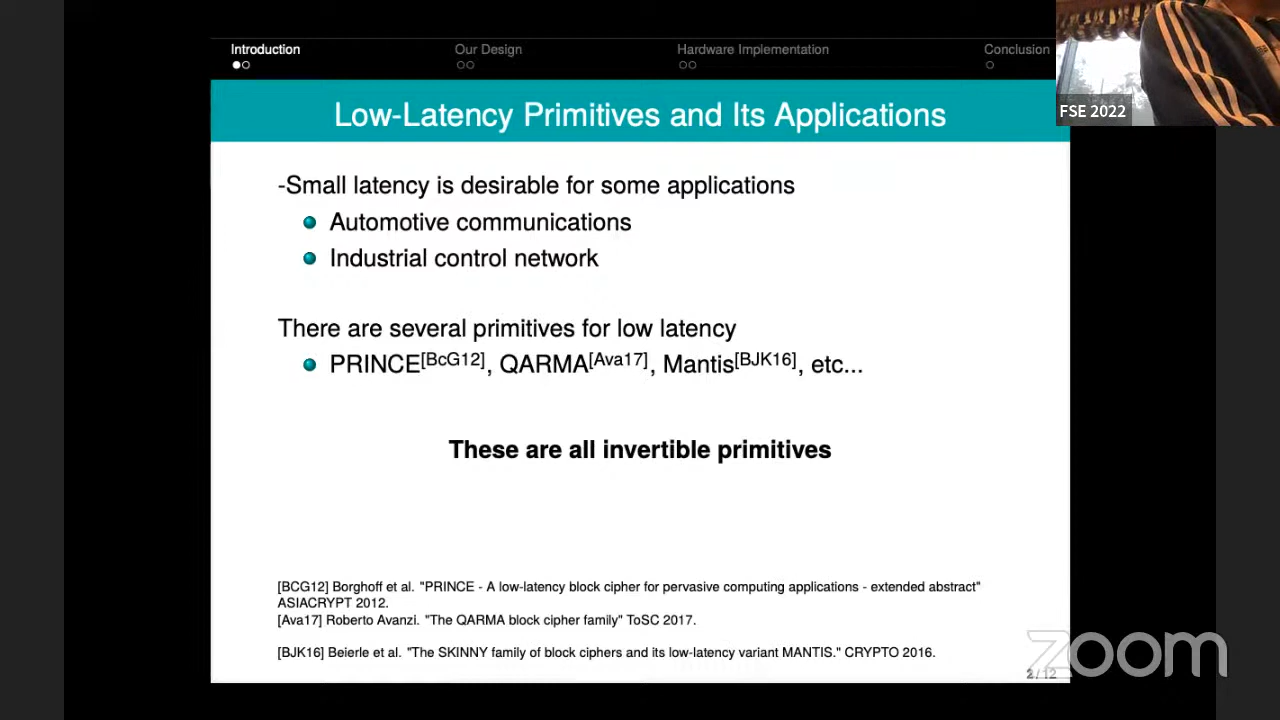 Introduction
Our Design
Hardware Implementation
Conclusion
FSE 2022
Low-Latency Primitives and Its Applications
-Small latency is desirable for some applications
Automotive communications
Industrial control network
There are several primitives for low latency
PRINCE[BcG12], QARMA[Ava17], Mantis[BJK16], etc...
These are all invertible primitives
[BCG12] Borghoff et al. "PRINCE - A low-latency block cipher for pervasive computing applications - extended abstract"
ASIACRYPT 2012.
[Ava17] Roberto Avanzi. "The QARMA block cipher family" ToSC 2017.
[BJK16] Beierle et al. "The SKINNY family of block ciphers and its low-latency variant MANTIS." CRYPTO 2016.
2 / 12
zoom